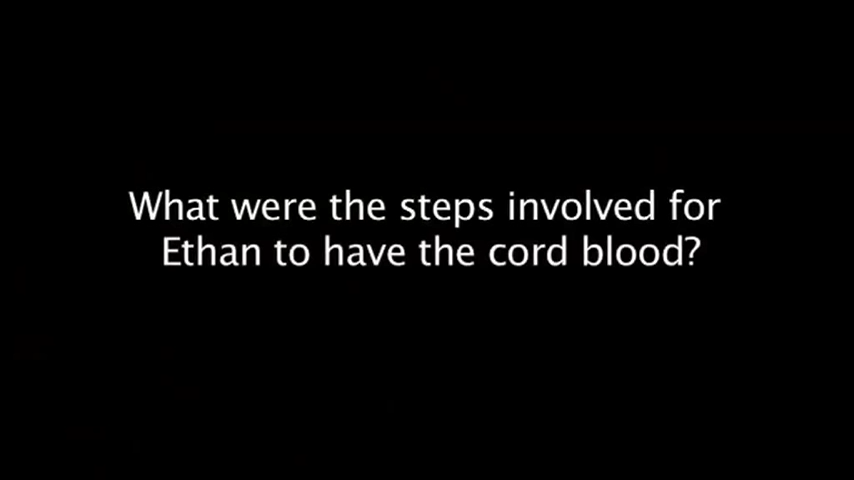 What were the steps involved for
Ethan to have the cord blood?